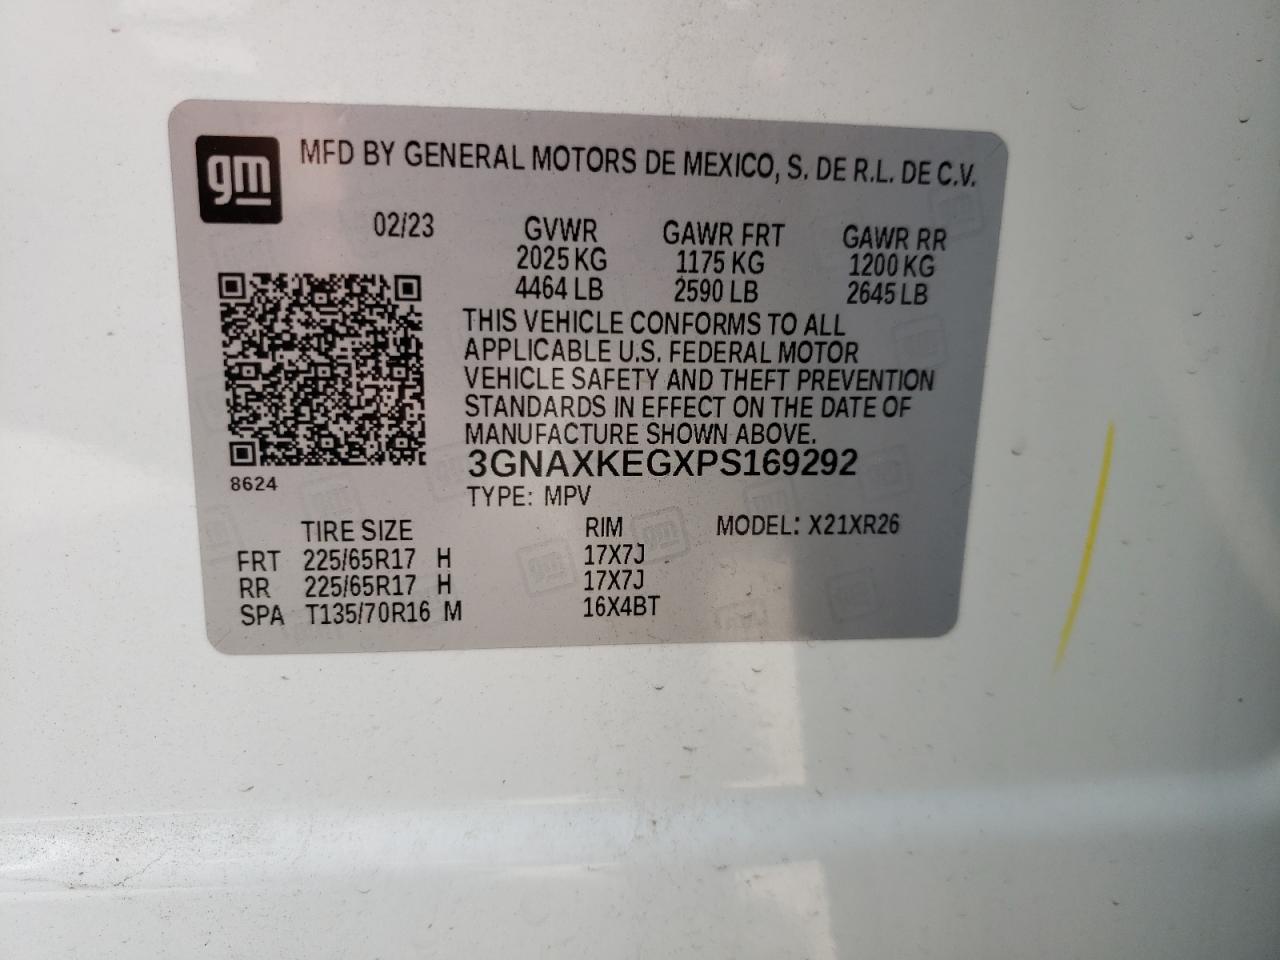 gm
MFD BY GENERAL MOTORS DE MEXICO, S. DE R.L. DE C.V.
02/23 GVWR GAWR FRT GAWR RR
2025 KG 1175 KG 1200 KG
4464 LB 2590 LB 2645 LB
THIS VEHICLE CONFORMS TO ALL
APPLICABLE U.S. FEDERAL MOTOR
VEHICLE SAFETY AND THEFT PREVENTION
STANDARDS IN EFFECT ON THE DATE OF
MANUFACTURE SHOWN ABOVE.
3GNAXKEGXPS169292
8624
TYPE: MPV
TIRE SIZE RIM MODEL: X21XR26
FRT 225/65R17 H 17X7J
RR 225/65R17 H 17X7J
SPA T135/70R16 M 16X4BT